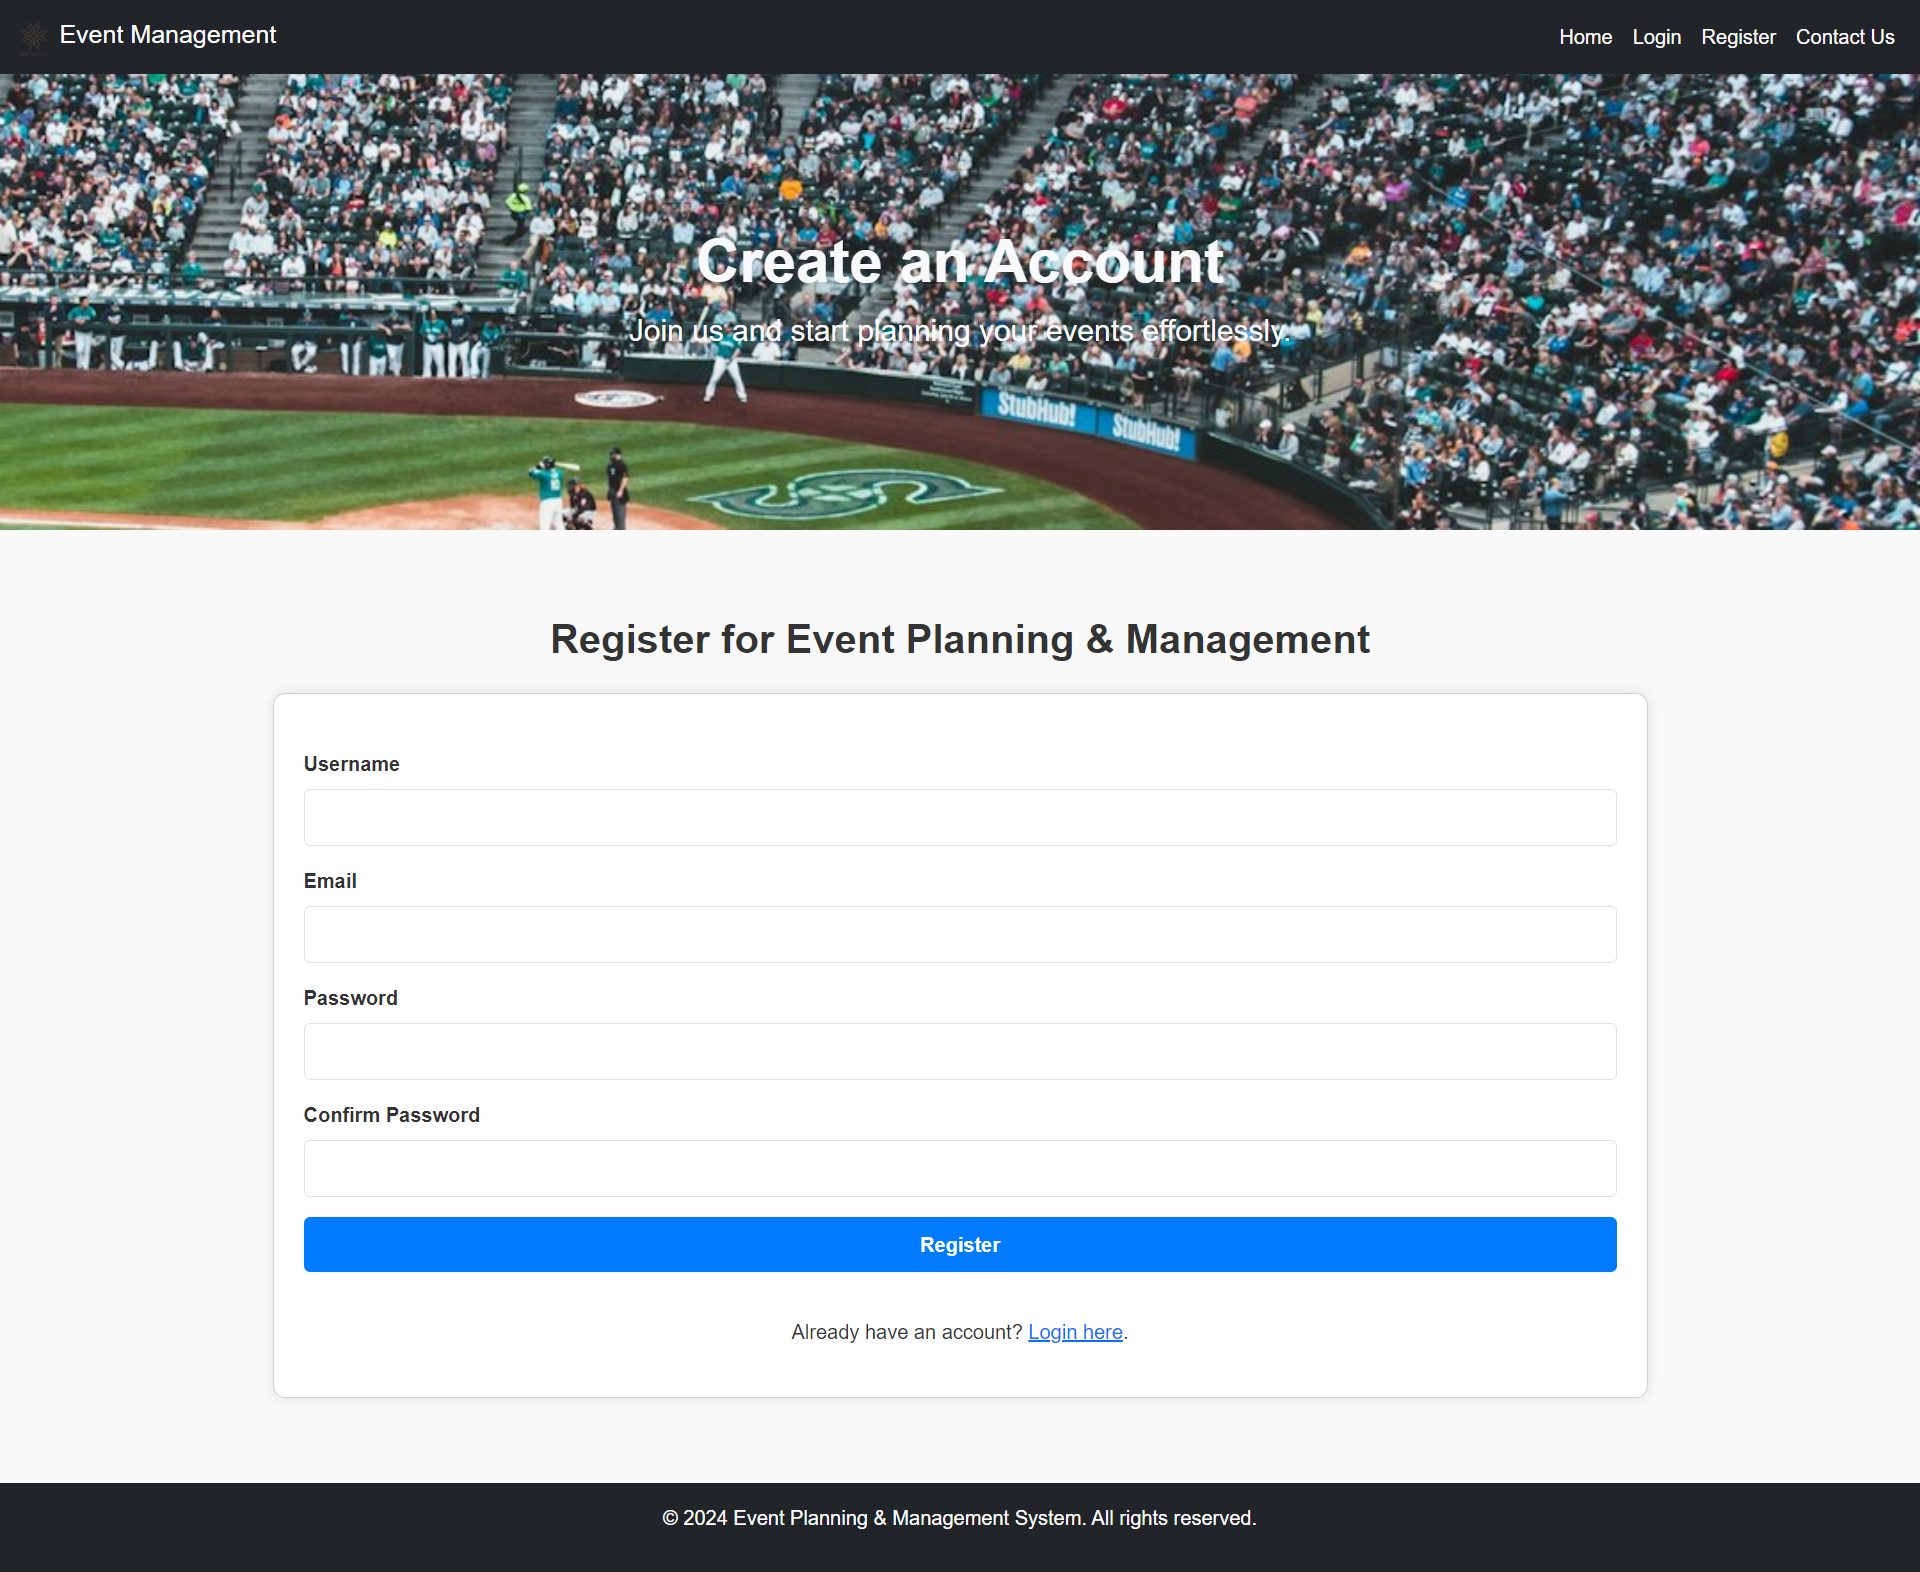 Event Management
Home Login Register Contact Us
Create an Account
Join us and start planning your events effortlessly.
StubHub! StubHub!
Register for Event Planning & Management
Username
Email
Password
Confirm Password
Register
Already have an account? Login here.
© 2024 Event Planning & Management System. All rights reserved.